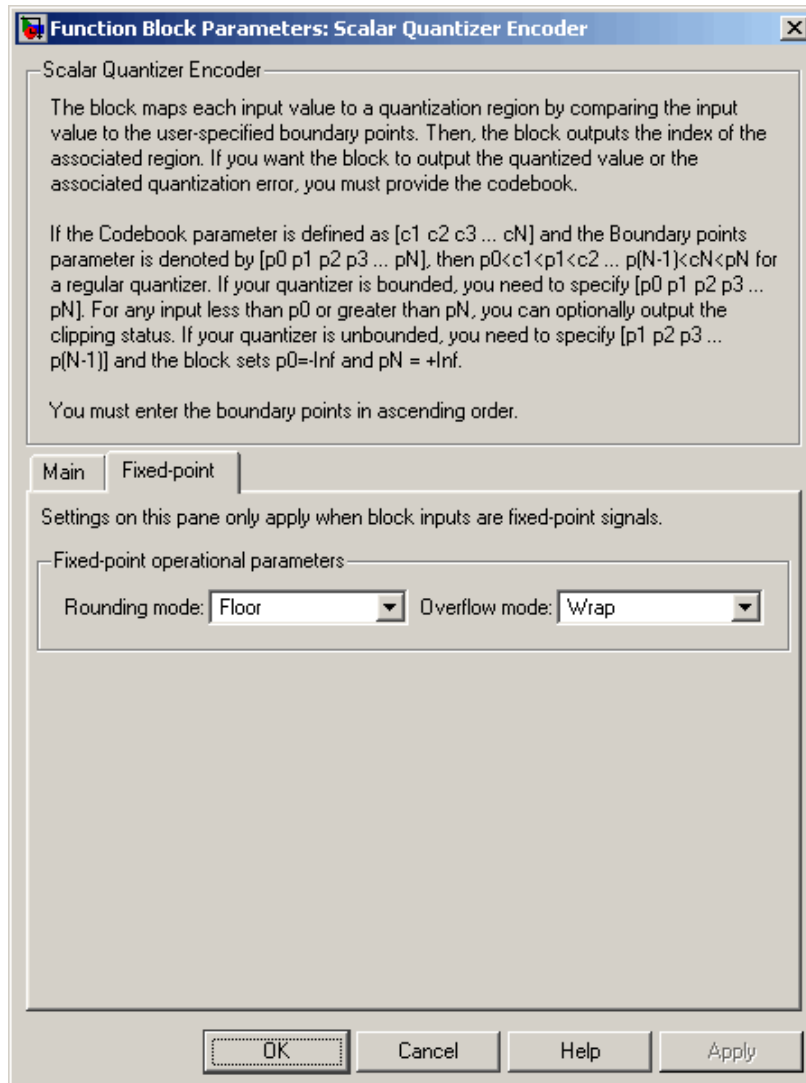 Function Block Parameters: Scalar Quantizer Encoder
Scalar Quantizer Encoder
The block maps each input value to a quantization region by comparing the input
value to the user-specified boundary points. Then, the block outputs the index of the
associated region. If you want the block to output the quantized value or the
associated quantization error, you must provide the codebook.
If the Codebook parameter is defined as [c1 c2 c3 ... cN] and the Boundary points
parameter is denoted by [p0 p1 p2 p3 ... pN], then p0<c1<p1<c2 ... p(N-1)<cN<pN for
a regular quantizer. If your quantizer is bounded, you need to specify [p0 p1 p2 p3 ...
pN]. For any input less than p0 or greater than pN, you can optionally output the
clipping status. If your quantizer is unbounded, you need to specify [p1 p2 p3 ...
p(N-1)] and the block sets p0=-Inf and pN = +Inf.
You must enter the boundary points in ascending order.
Main Fixed-point
Settings on this pane only apply when block inputs are fixed-point signals.
Fixed-point operational parameters
Rounding mode: Floor Overflow mode: Wrap
OK Cancel Help Apply